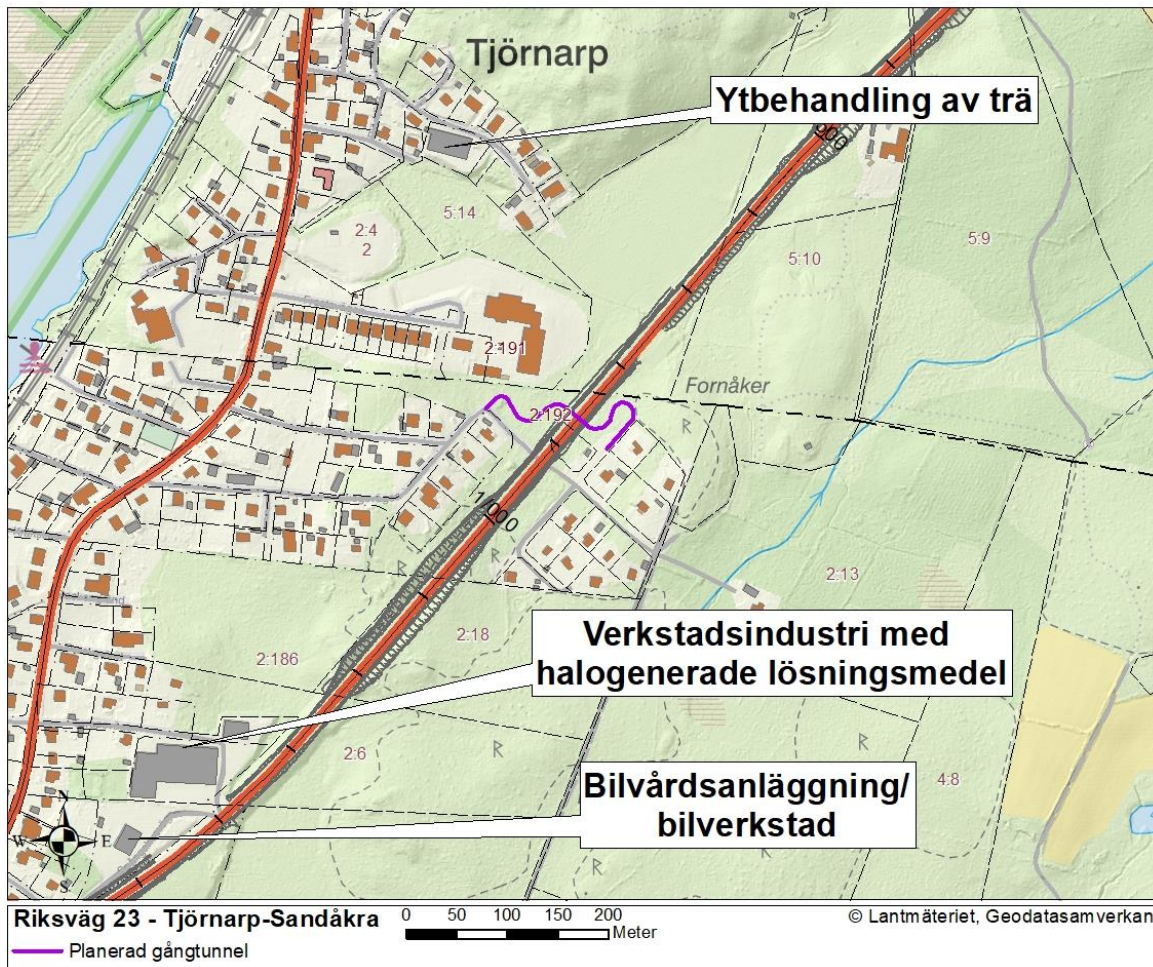 Tjörnarp
Ytbehandling av trä
5:14
2:4
2
5:9
5:10
2:191
Fornåker
2:192
R
1/000
R
R
2:13
2:18
Verkstadsindustri med
halogenerade lösningsmedel
2:186
2:6
R
R
4:8
Bilvårdsanläggning/
bilverkstad
R
N
W
E
S
Riksväg 23 - Tjörnarp-Sandåkra
0 50 100 150 200
Meter
© Lantmäteriet, Geodatasamverkan
Planerad gångtunnel